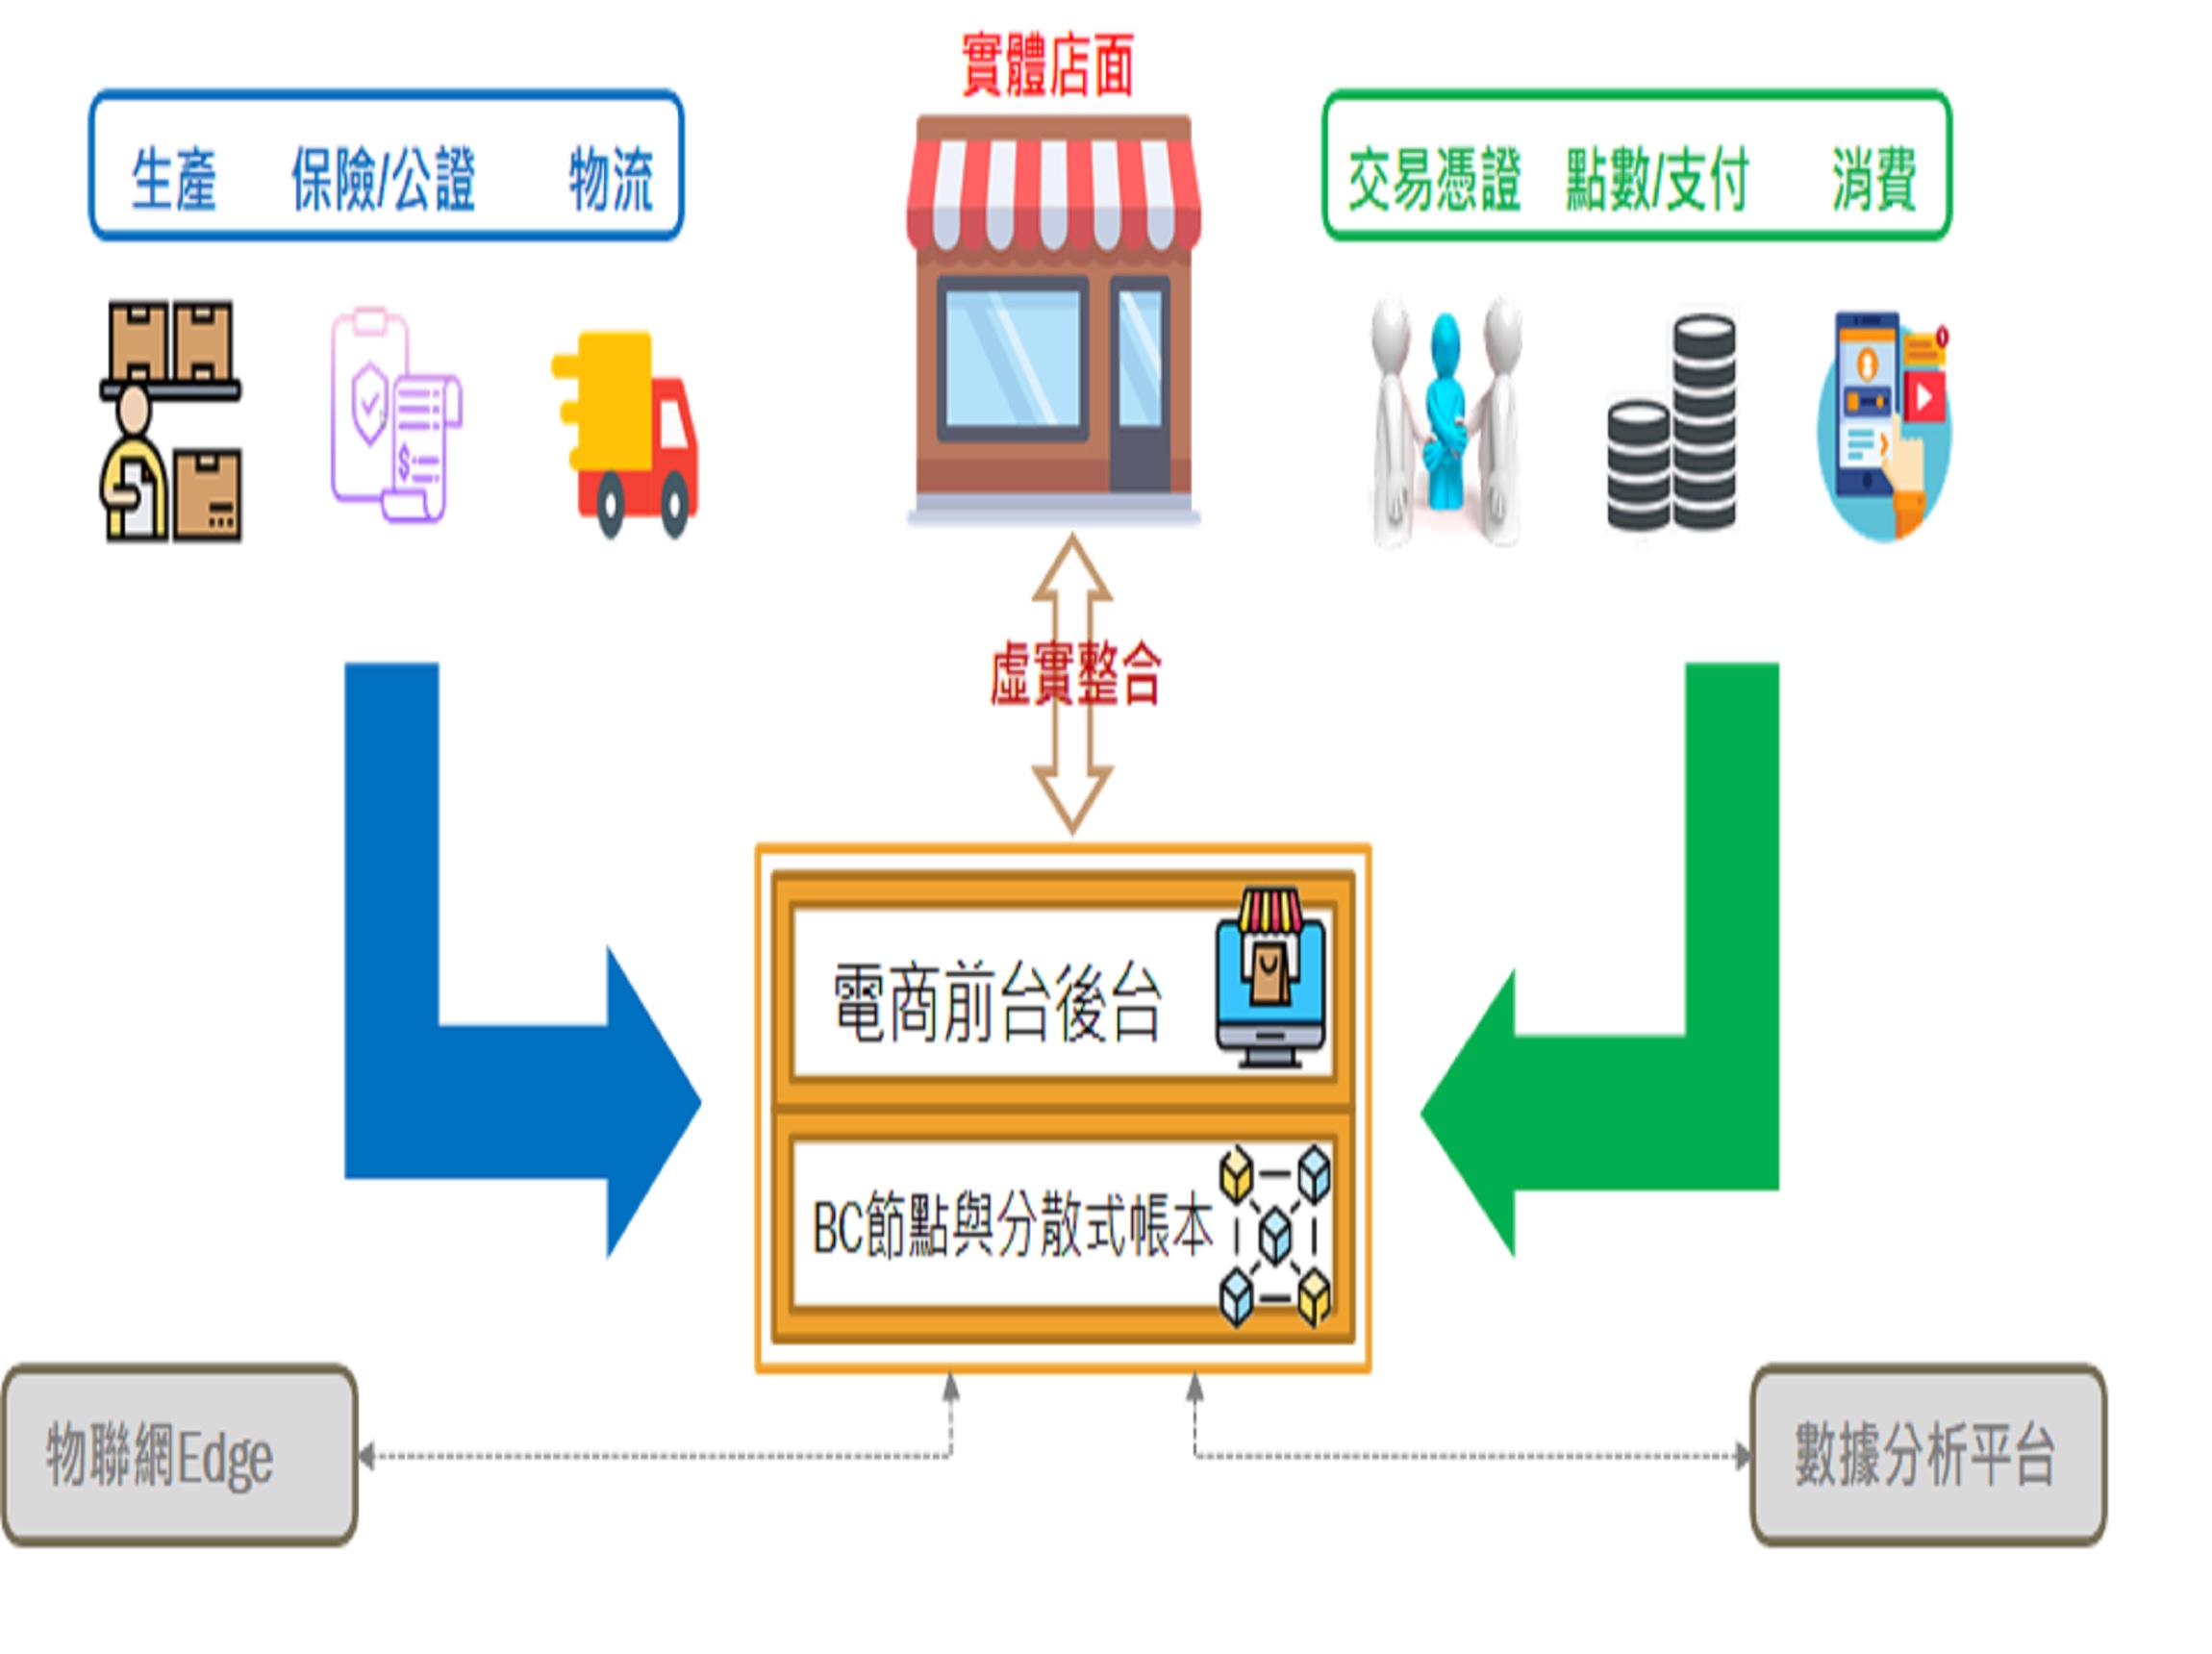 實體店面
生產 保險/公證 物流
交易憑證 點數/支付 消費
虛實整合
電商前台後台
BC節點與分散式帳本
物聯網Edge
數據分析平台